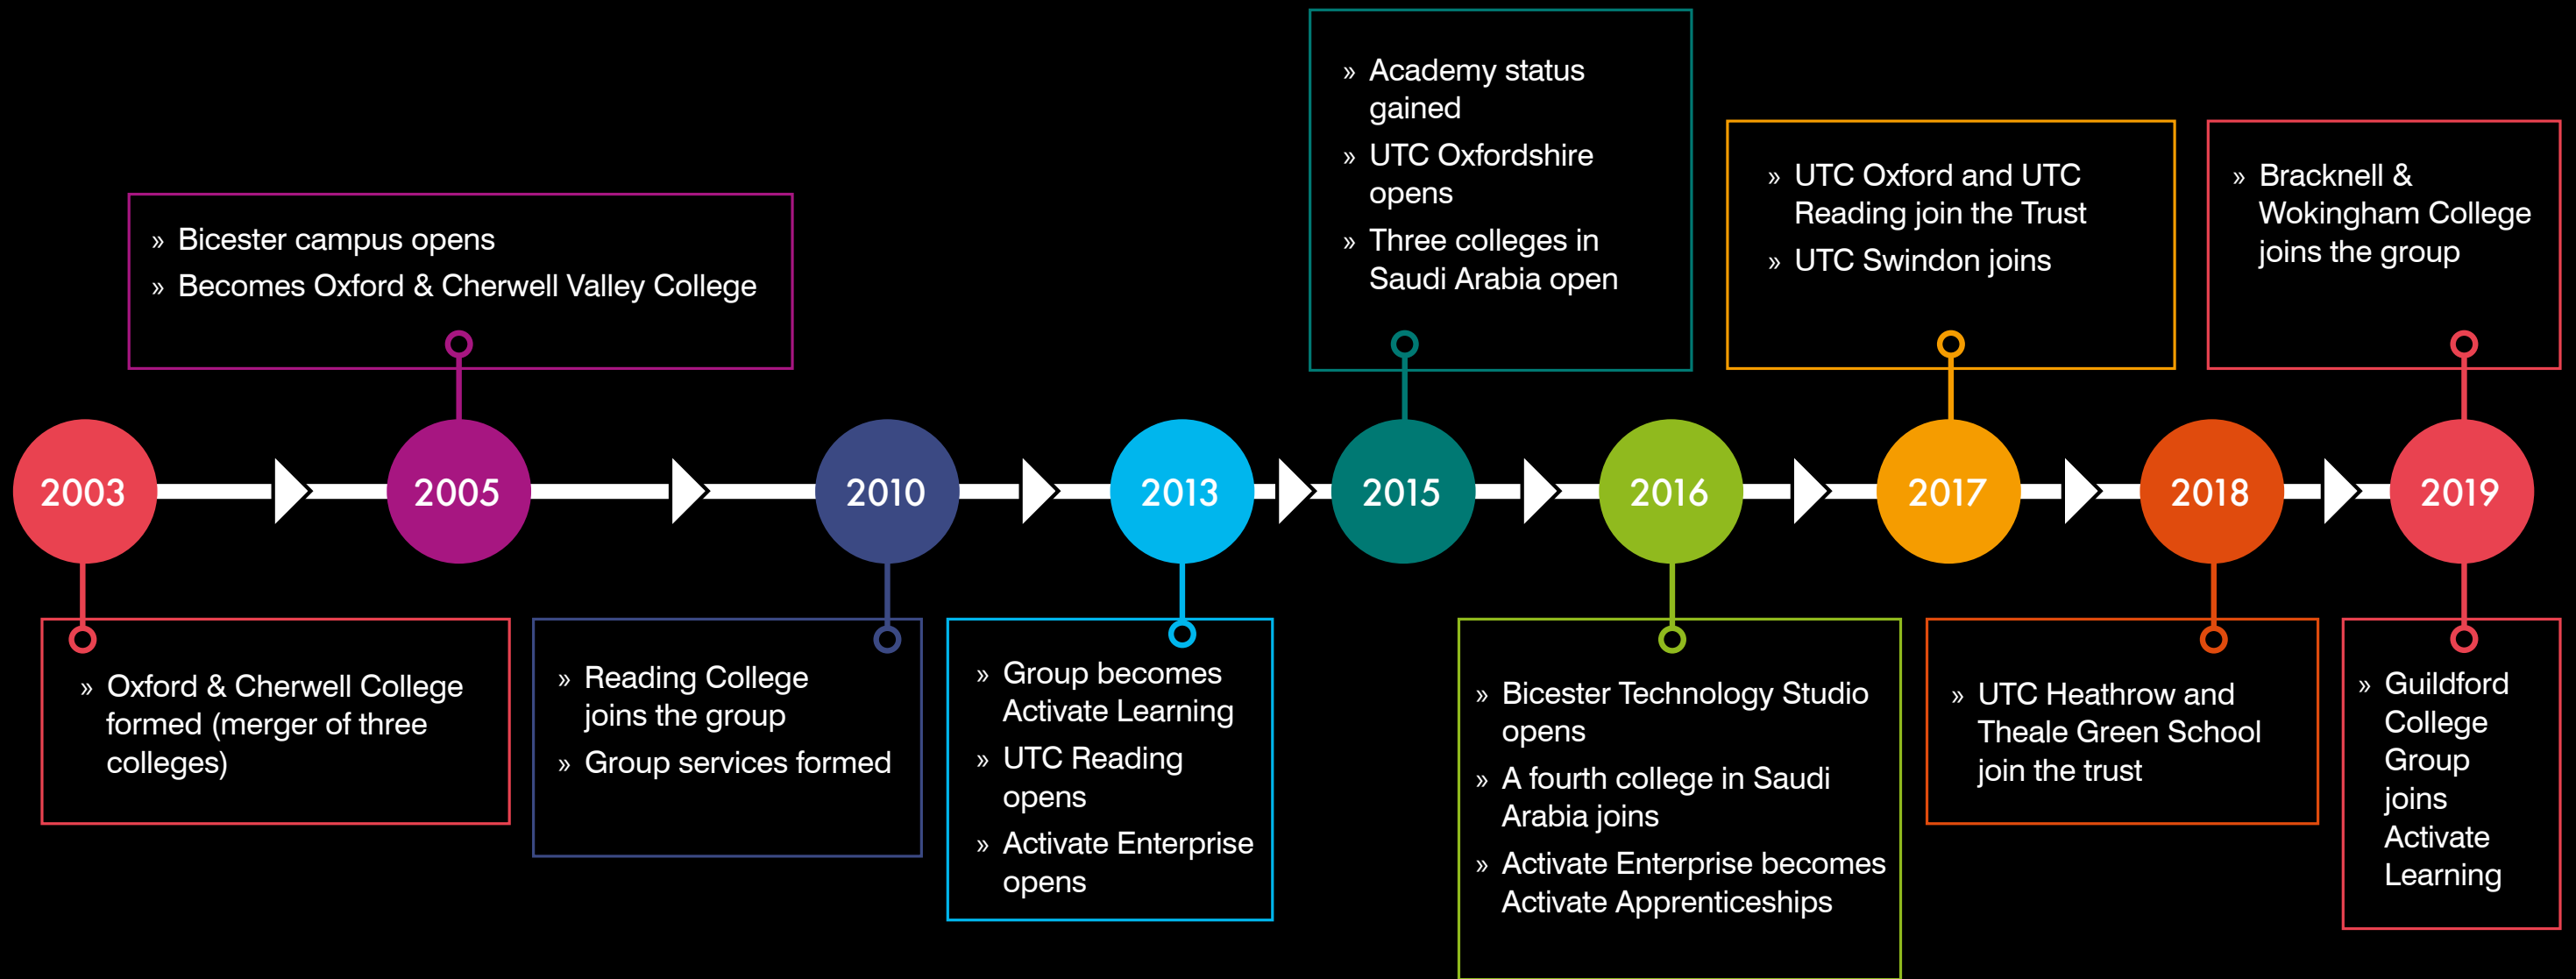 2003
» Oxford & Cherwell College
formed (merger of three
colleges)
2005
» Bicester campus opens
» Becomes Oxford & Cherwell Valley College
2010
» Reading College
joins the group
» Group services formed
2013
» Group becomes
Activate Learning
» UTC Reading
opens
» Activate Enterprise
opens
2015
» Academy status
gained
» UTC Oxfordshire
opens
» Three colleges in
Saudi Arabia open
2016
» Bicester Technology Studio
opens
» A fourth college in Saudi
Arabia joins
» Activate Enterprise becomes
Activate Apprenticeships
2017
» UTC Oxford and UTC
Reading join the Trust
» UTC Swindon joins
2018
» UTC Heathrow and
Theale Green School
join the trust
2019
» Bracknell &
Wokingham College
joins the group
» Guildford
College
Group
joins
Activate
Learning